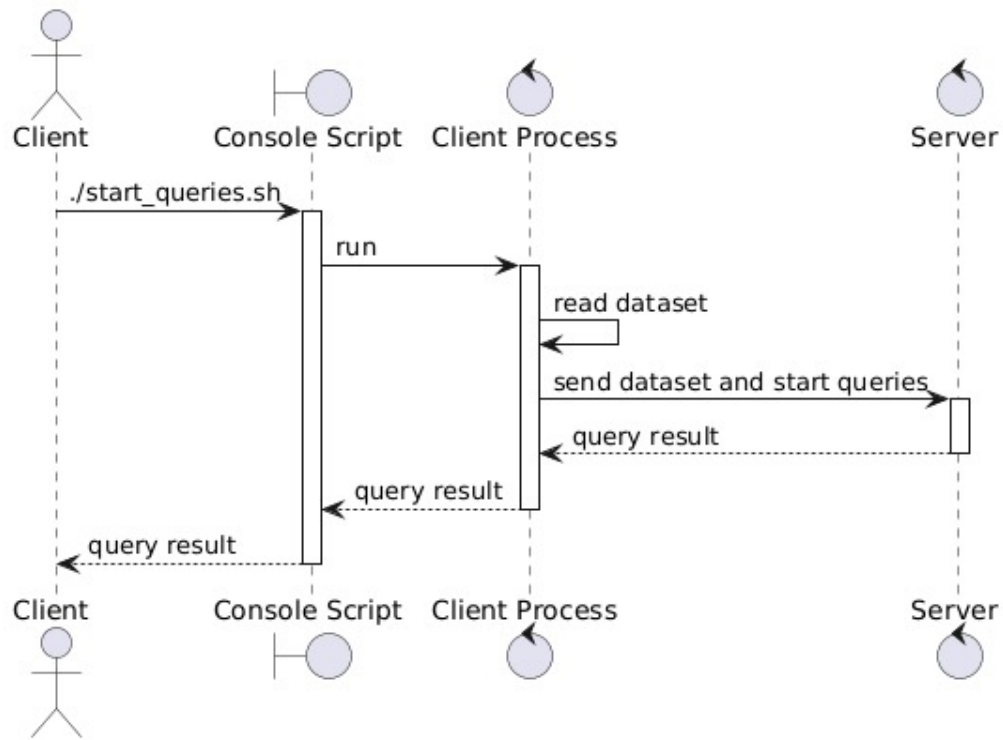 Client
Console Script
Client Process
Server
./start_queries.sh
run
read dataset
send dataset and start queries
query result
query result
query result
Client
Console Script
Client Process
Server